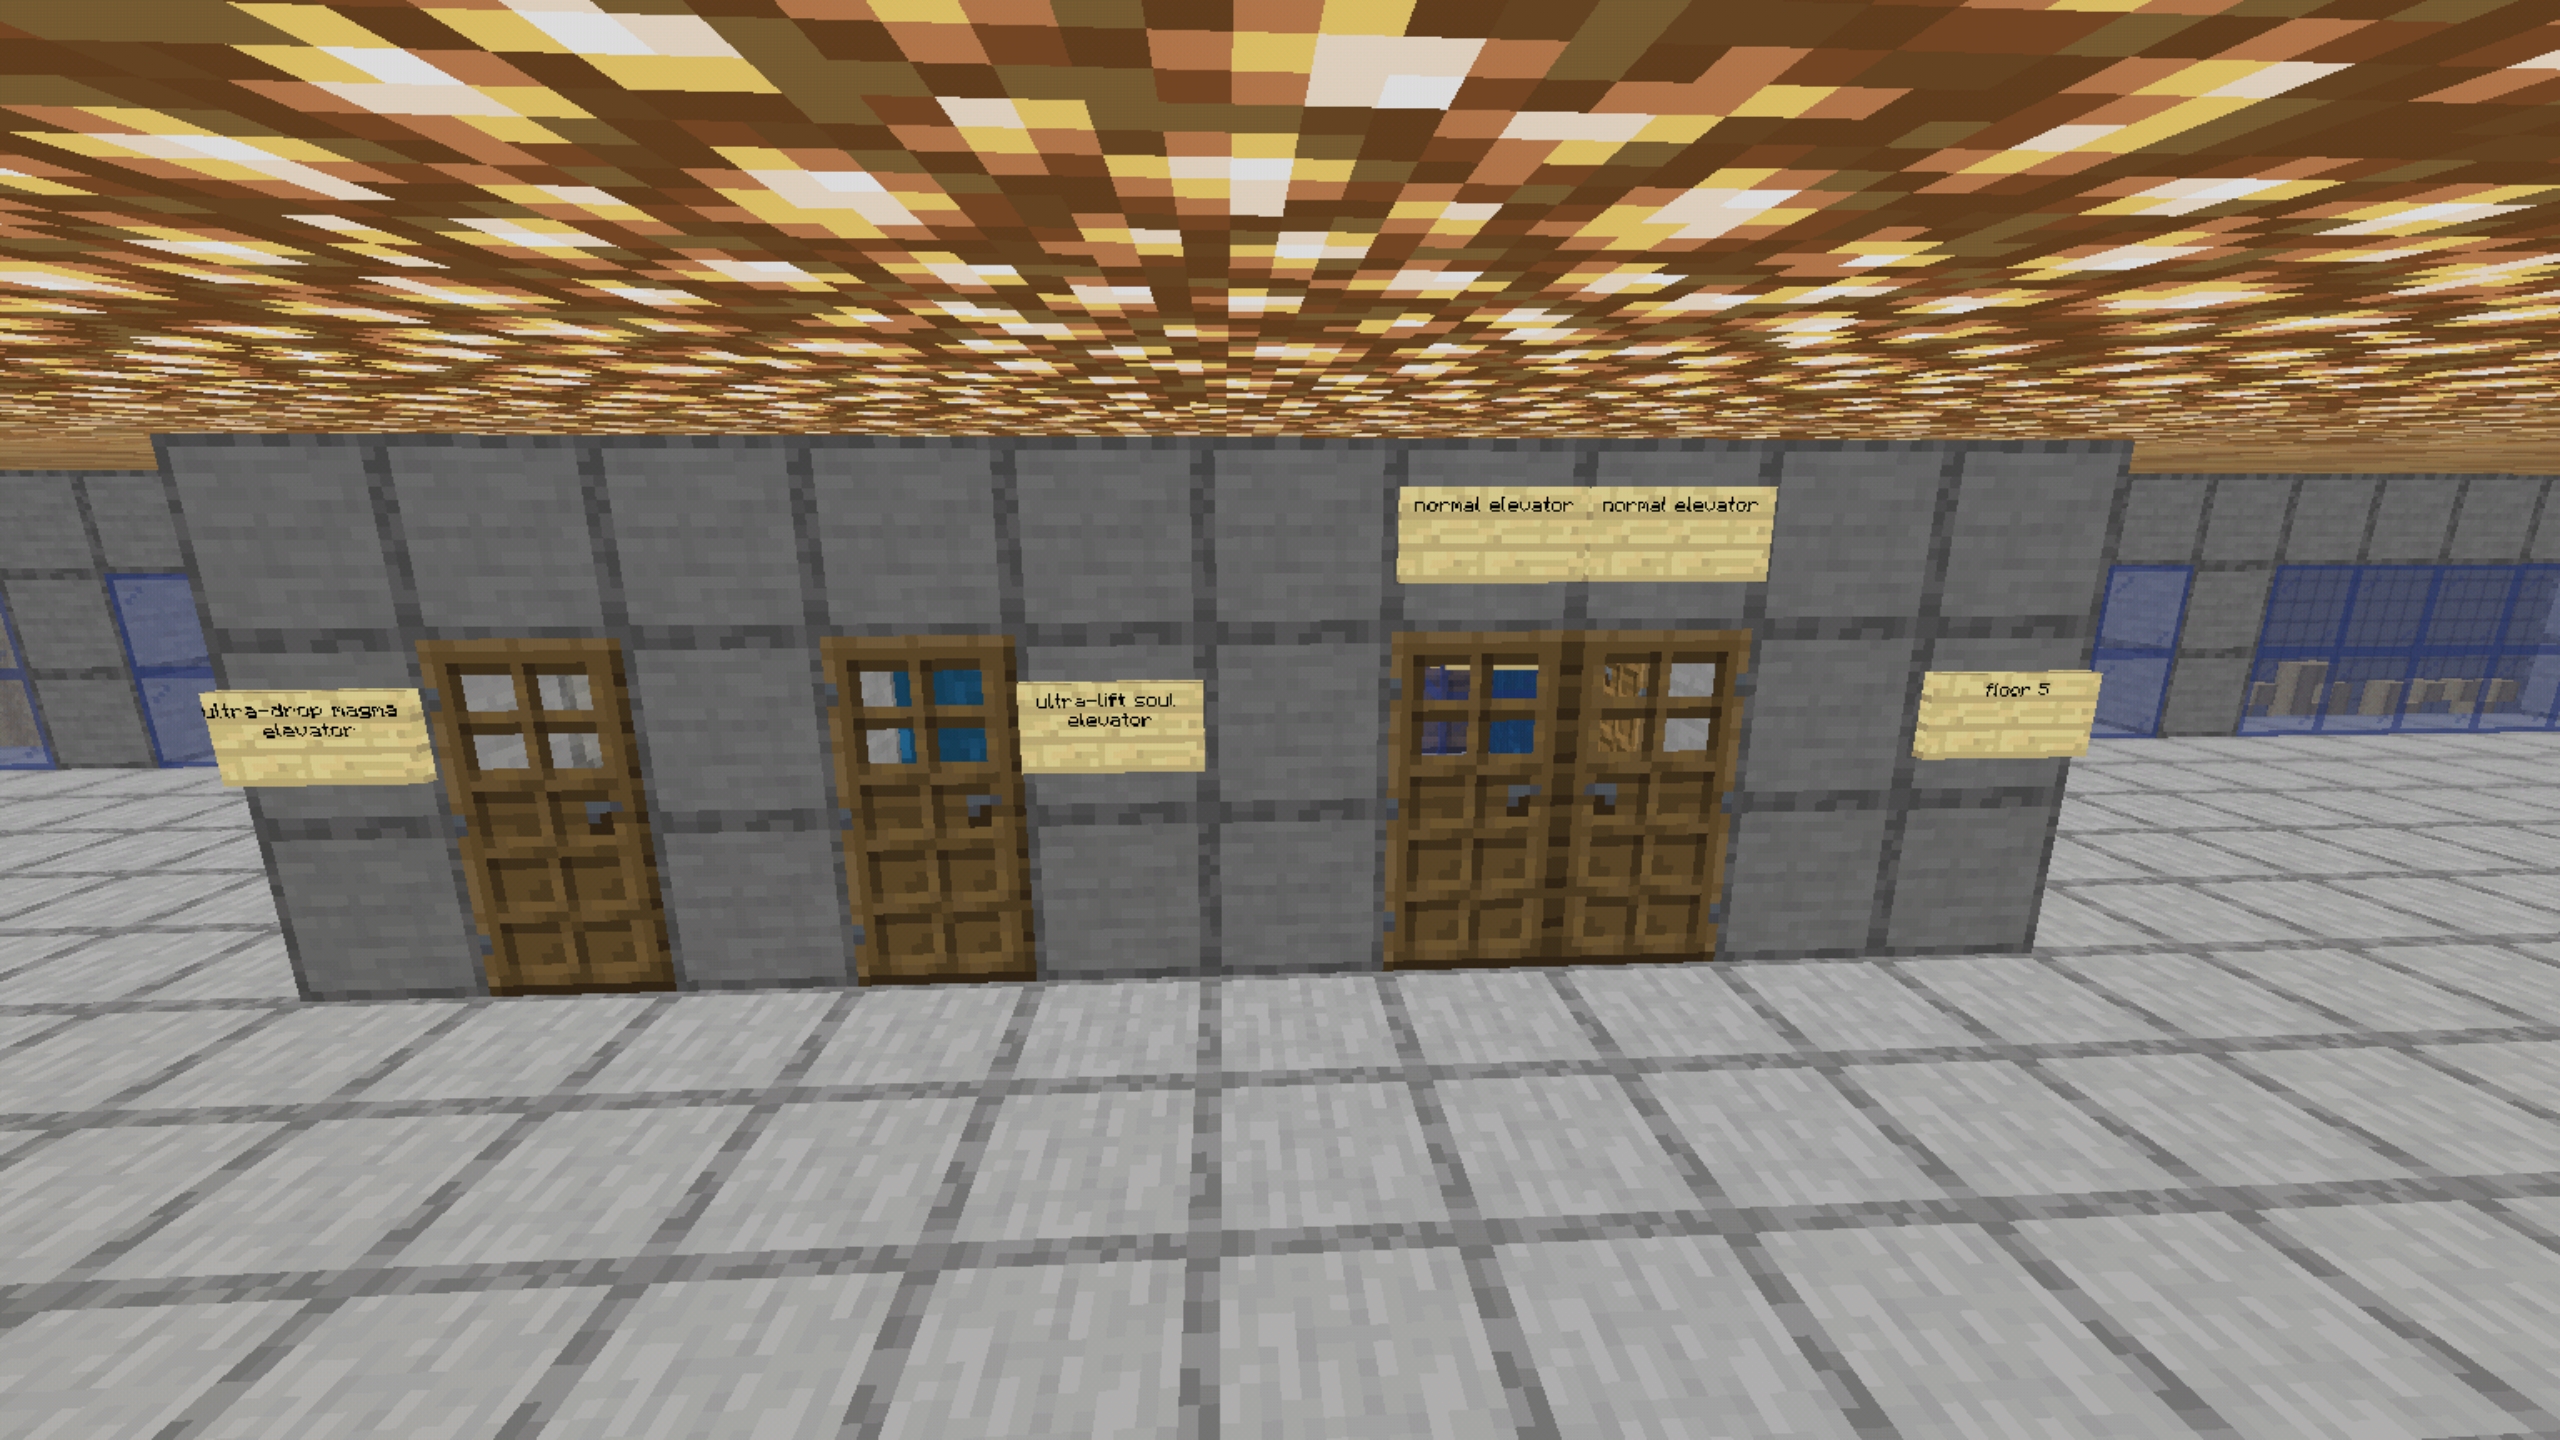 normal elevator
normal elevator
ultra-drop magma
elevator
ultra-lift soul
elevator
floor 5